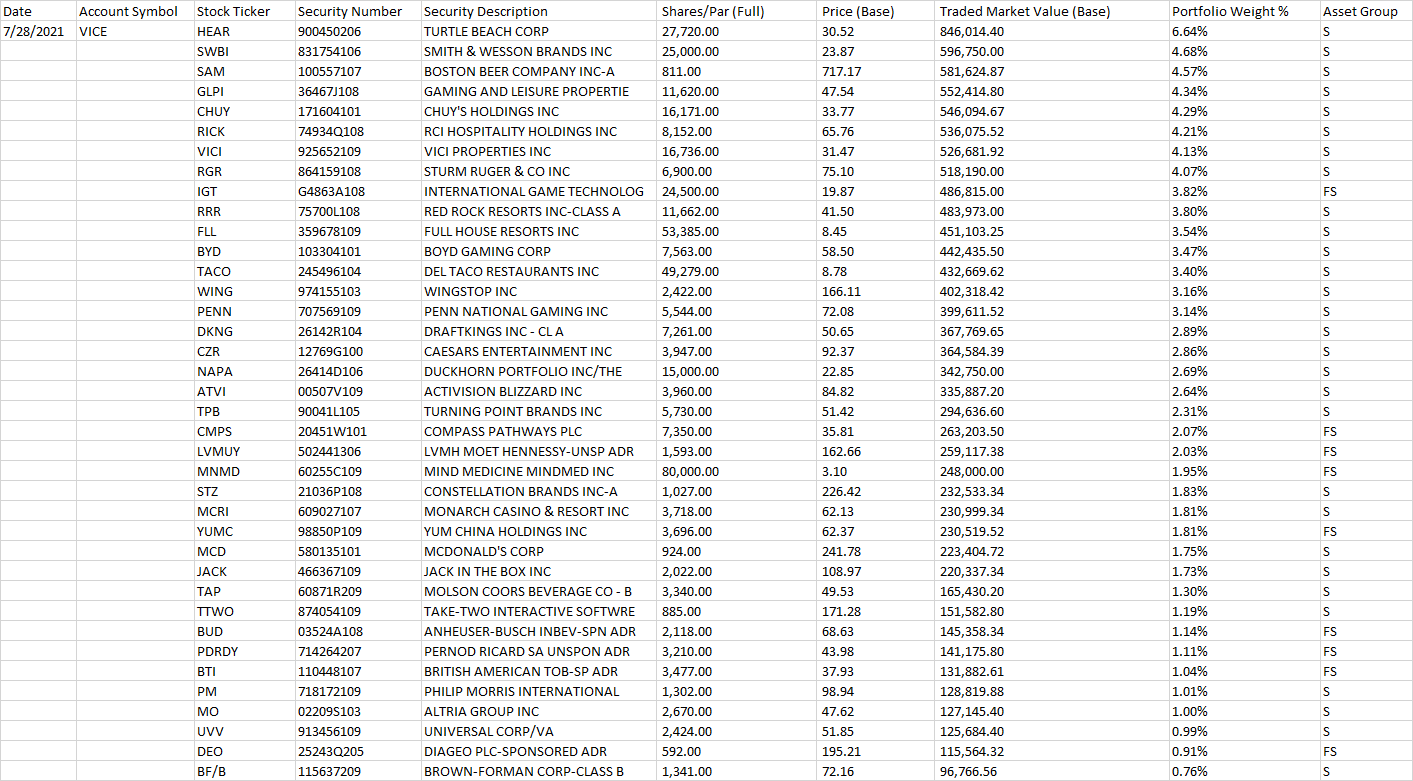 Date Account Symbol Stock Ticker Security Number Security Description Shares/Par (Full) Price (Base) Traded Market Value (Base) Portfolio Weight % Asset Group
7/28/2021 VICE HEAR 900450206 TURTLE BEACH CORP 27,720.00 30.52 846,014.40 6.64% S
SWBI 831754106 SMITH & WESSON BRANDS INC 25,000.00 23.87 596,750.00 4.68% S
SAM 100557107 BOSTON BEER COMPANY INC-A 811.00 717.17 581,624.87 4.57% S
GLPI 36467J108 GAMING AND LEISURE PROPERTIE 11,620.00 47.54 552,414.80 4.34% S
CHUY 171604101 CHUY'S HOLDINGS INC 16,171.00 33.77 546,094.67 4.29% S
RICK 74934Q108 RCI HOSPITALITY HOLDINGS INC 8,152.00 65.76 536,075.52 4.21% S
VICI 925652109 VICI PROPERTIES INC 16,736.00 31.47 526,681.92 4.13% S
RGR 864159108 STURM RUGER & CO INC 6,900.00 75.10 518,190.00 4.07% S
IGT G4863A108 INTERNATIONAL GAME TECHNOLOG 24,500.00 19.87 486,815.00 3.82% FS
RRR 75700L108 RED ROCK RESORTS INC-CLASS A 11,662.00 41.50 483,973.00 3.80% S
FLL 359678109 FULL HOUSE RESORTS INC 53,385.00 8.45 451,103.25 3.54% S
BYD 103304101 BOYD GAMING CORP 7,563.00 58.50 442,435.50 3.47% S
TACO 245496104 DEL TACO RESTAURANTS INC 49,279.00 8.78 432,669.62 3.40% S
WING 974155103 WINGSTOP INC 2,422.00 166.11 402,318.42 3.16% S
PENN 707569109 PENN NATIONAL GAMING INC 5,544.00 72.08 399,611.52 3.14% S
DKNG 26142R104 DRAFTKINGS INC - CL A 7,261.00 50.65 367,769.65 2.89% S
CZR 12769G100 CAESARS ENTERTAINMENT INC 3,947.00 92.37 364,584.39 2.86% S
NAPA 26414D106 DUCKHORN PORTFOLIO INC/THE 15,000.00 22.85 342,750.00 2.69% S
ATVI 00507V109 ACTIVISION BLIZZARD INC 3,960.00 84.82 335,887.20 2.64% S
TPB 90041L105 TURNING POINT BRANDS INC 5,730.00 51.42 294,636.60 2.31% S
CMPS 20451W101 COMPASS PATHWAYS PLC 7,350.00 35.81 263,203.50 2.07% FS
LVMUY 502441306 LVMH MOET HENNESSY-UNSP ADR 1,593.00 162.66 259,117.38 2.03% FS
MNMD 60255C109 MIND MEDICINE MINDMED INC 80,000.00 3.10 248,000.00 1.95% FS
STZ 21036P108 CONSTELLATION BRANDS INC-A 1,027.00 226.42 232,533.34 1.83% S
MCRI 609027107 MONARCH CASINO & RESORT INC 3,718.00 62.13 230,999.34 1.81% S
YUMC 98850P109 YUM CHINA HOLDINGS INC 3,696.00 62.37 230,519.52 1.81% FS
MCD 580135101 MCDONALD'S CORP 924.00 241.78 223,404.72 1.75% S
JACK 466367109 JACK IN THE BOX INC 2,022.00 108.97 220,337.34 1.73% S
TAP 60871R209 MOLSON COORS BEVERAGE CO - B 3,340.00 49.53 165,430.20 1.30% S
TTWO 874054109 TAKE-TWO INTERACTIVE SOFTWRE 885.00 171.28 151,582.80 1.19% S
BUD 03524A108 ANHEUSER-BUSCH INBEV-SPN ADR 2,118.00 68.63 145,358.34 1.14% FS
PDRDY 714264207 PERNOD RICARD SA UNSPON ADR 3,210.00 43.98 141,175.80 1.11% FS
BTI 110448107 BRITISH AMERICAN TOB-SP ADR 3,477.00 37.93 131,882.61 1.04% FS
PM 718172109 PHILIP MORRIS INTERNATIONAL 1,302.00 98.94 128,819.88 1.01% S
MO 02209S103 ALTRIA GROUP INC 2,670.00 47.62 127,145.40 1.00% S
UVV 913456109 UNIVERSAL CORP/VA 2,424.00 51.85 125,684.40 0.99% S
DEO 25243Q205 DIAGEO PLC-SPONSORED ADR 592.00 195.21 115,564.32 0.91% FS
BF/B 115637209 BROWN-FORMAN CORP-CLASS B 1,341.00 72.16 96,766.56 0.76% S